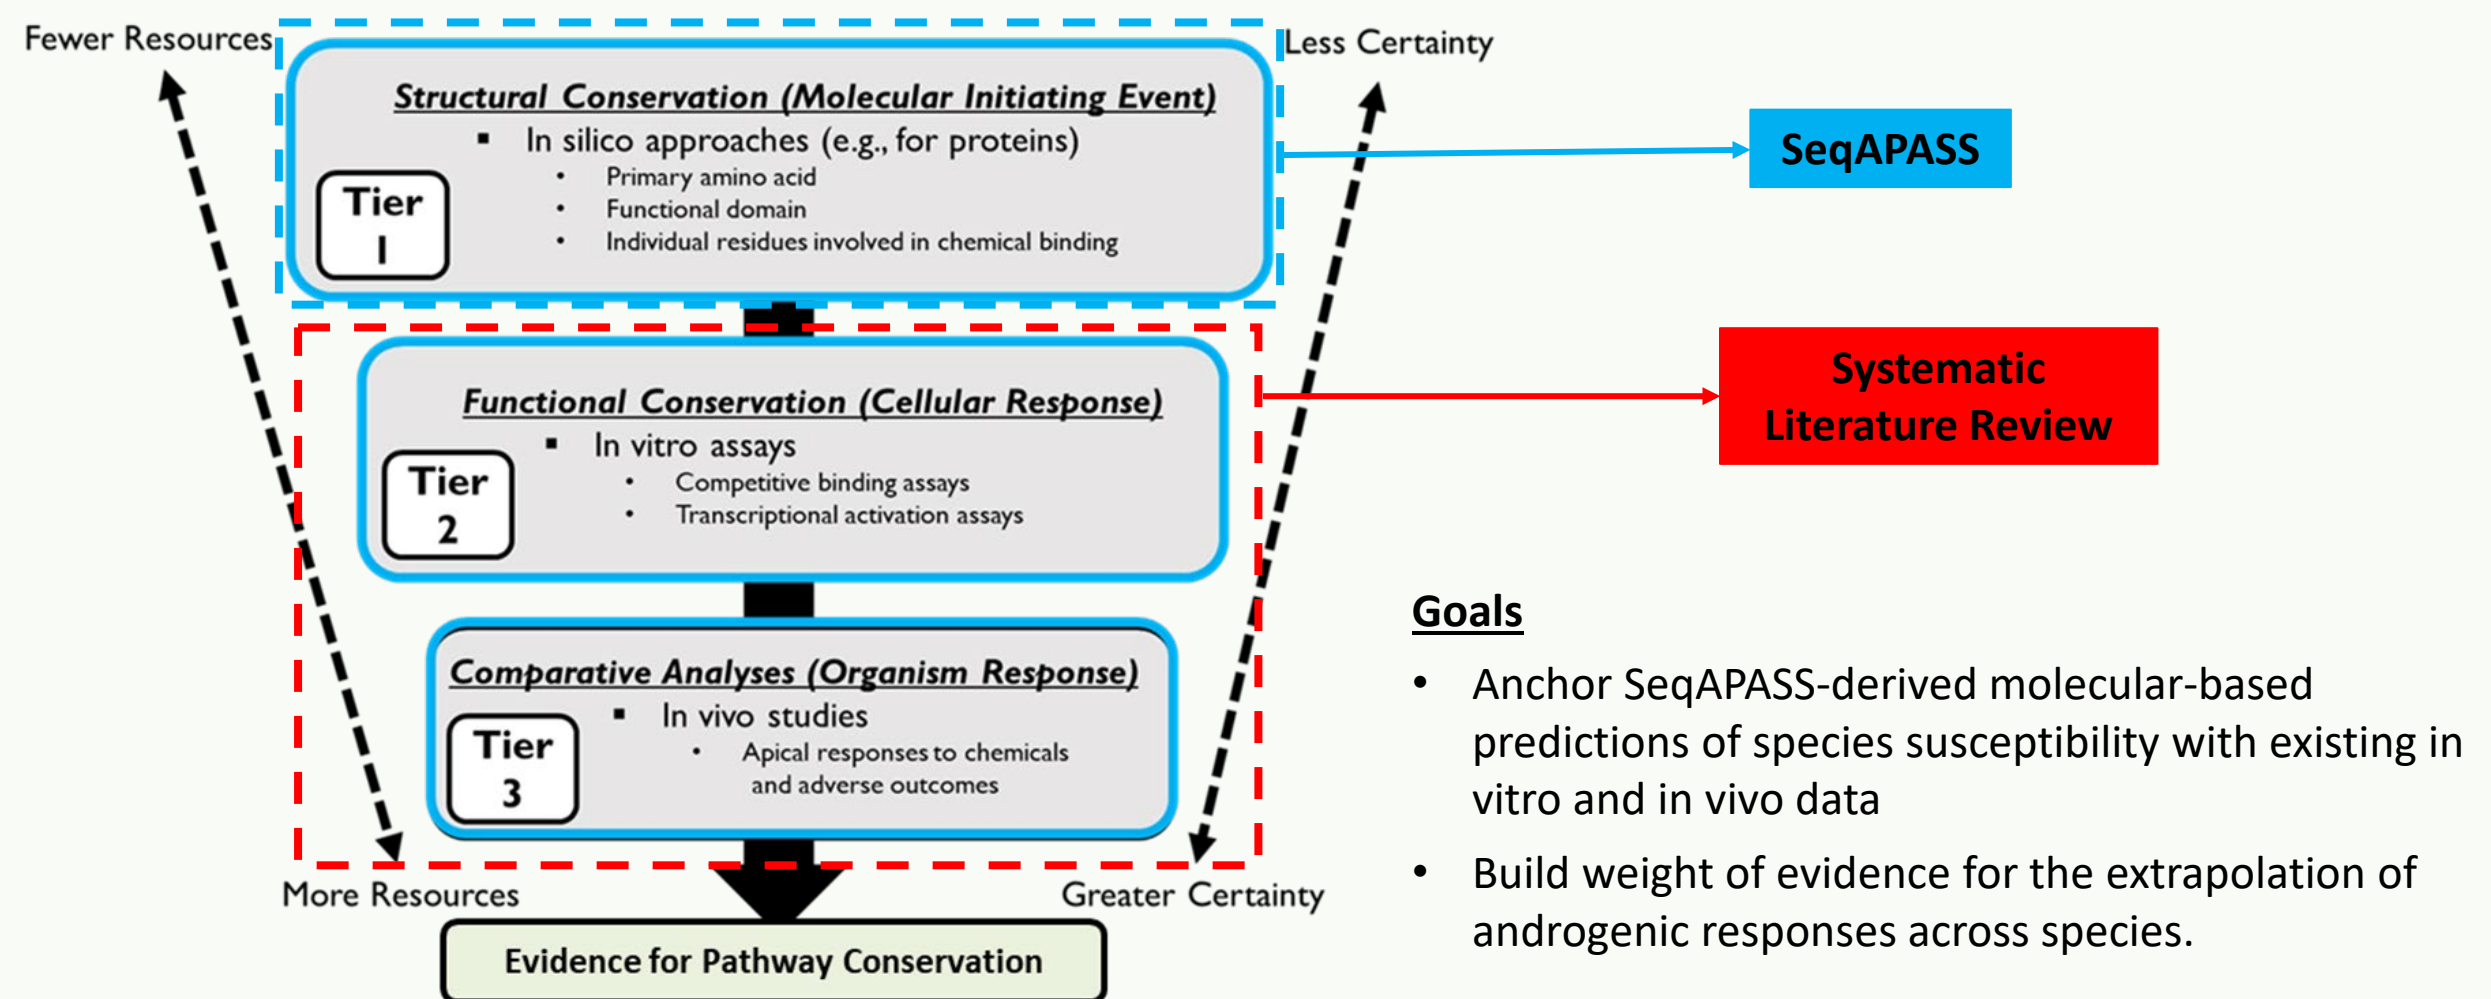 Fewer Resources
Less Certainty
Structural Conservation (Molecular Initiating Event)
▪ In silico approaches (e.g., for proteins)
• Primary amino acid
• Functional domain
• Individual residues involved in chemical binding
Tier
1
SeqAPASS
Functional Conservation (Cellular Response)
▪ In vitro assays
• Competitive binding assays
• Transcriptional activation assays
Tier
2
Systematic
Literature Review
Comparative Analyses (Organism Response)
▪ In vivo studies
• Apical responses to chemicals
and adverse outcomes
Tier
3
More Resources
Greater Certainty
Evidence for Pathway Conservation
Goals
• Anchor SeqAPASS-derived molecular-based
predictions of species susceptibility with existing in
vitro and in vivo data
• Build weight of evidence for the extrapolation of
androgenic responses across species.